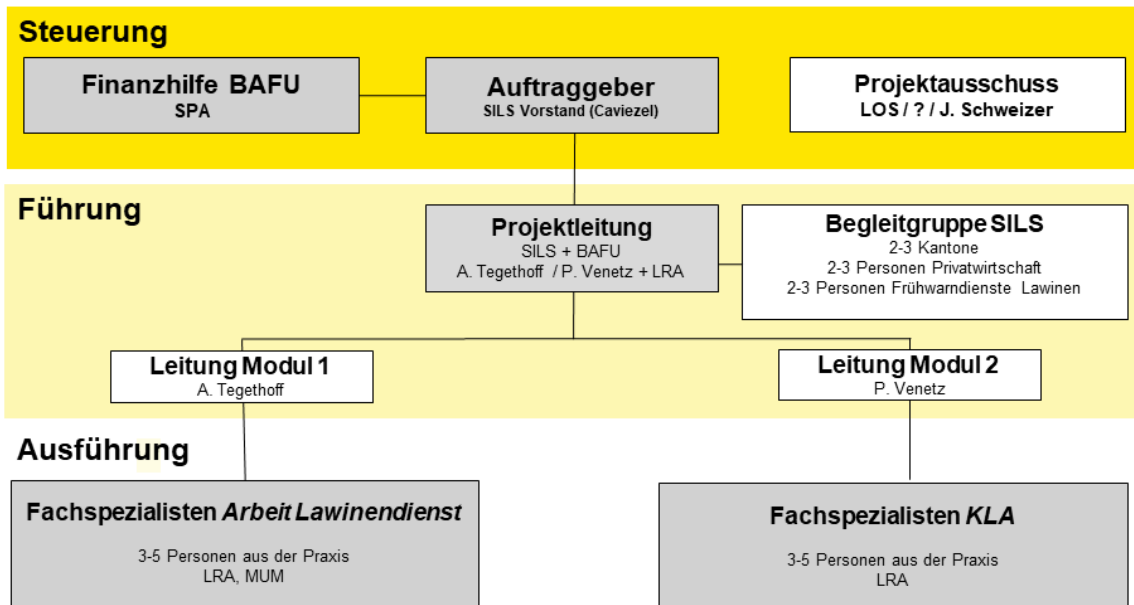 Steuerung
Finanzhilfe BAFU
SPA
Auftraggeber
SILS Vorstand (Caviezel)
Projektausschuss
LOS / ? / J. Schweizer
Führung
Projektleitung
SILS + BAFU
A. Tegethoff / P. Venetz + LRA
Begleitgruppe SILS
2-3 Kantone
2-3 Personen Privatwirtschaft
2-3 Personen Frühwarndienste Lawinen
Leitung Modul 1
A. Tegethoff
Leitung Modul 2
P. Venetz
Ausführung
Fachspezialisten Arbeit Lawinendienst
3-5 Personen aus der Praxis
LRA, MUM
Fachspezialisten KLA
3-5 Personen aus der Praxis
LRA